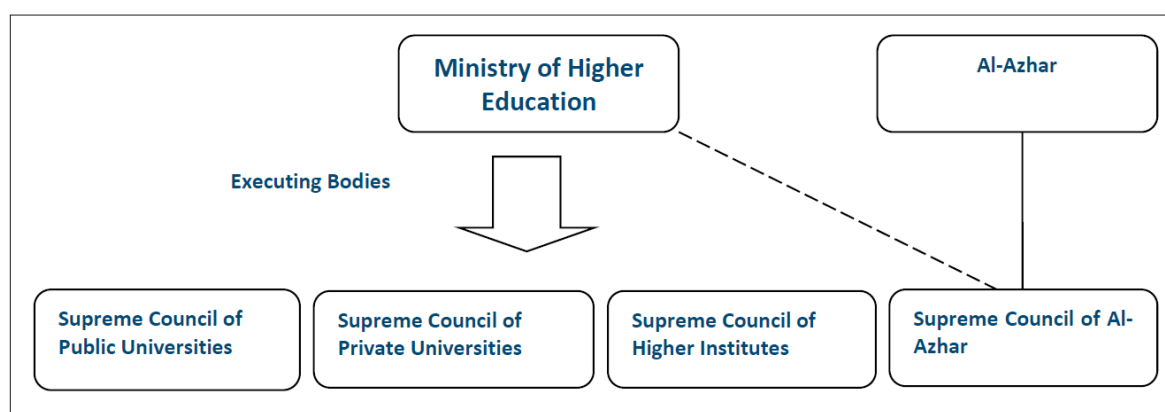 Ministry of Higher
Education
Al-Azhar
Executing Bodies
Supreme Council of
Public Universities
Supreme Council of
Private Universities
Supreme Council of
Higher Institutes
Supreme Council of Al-
Azhar